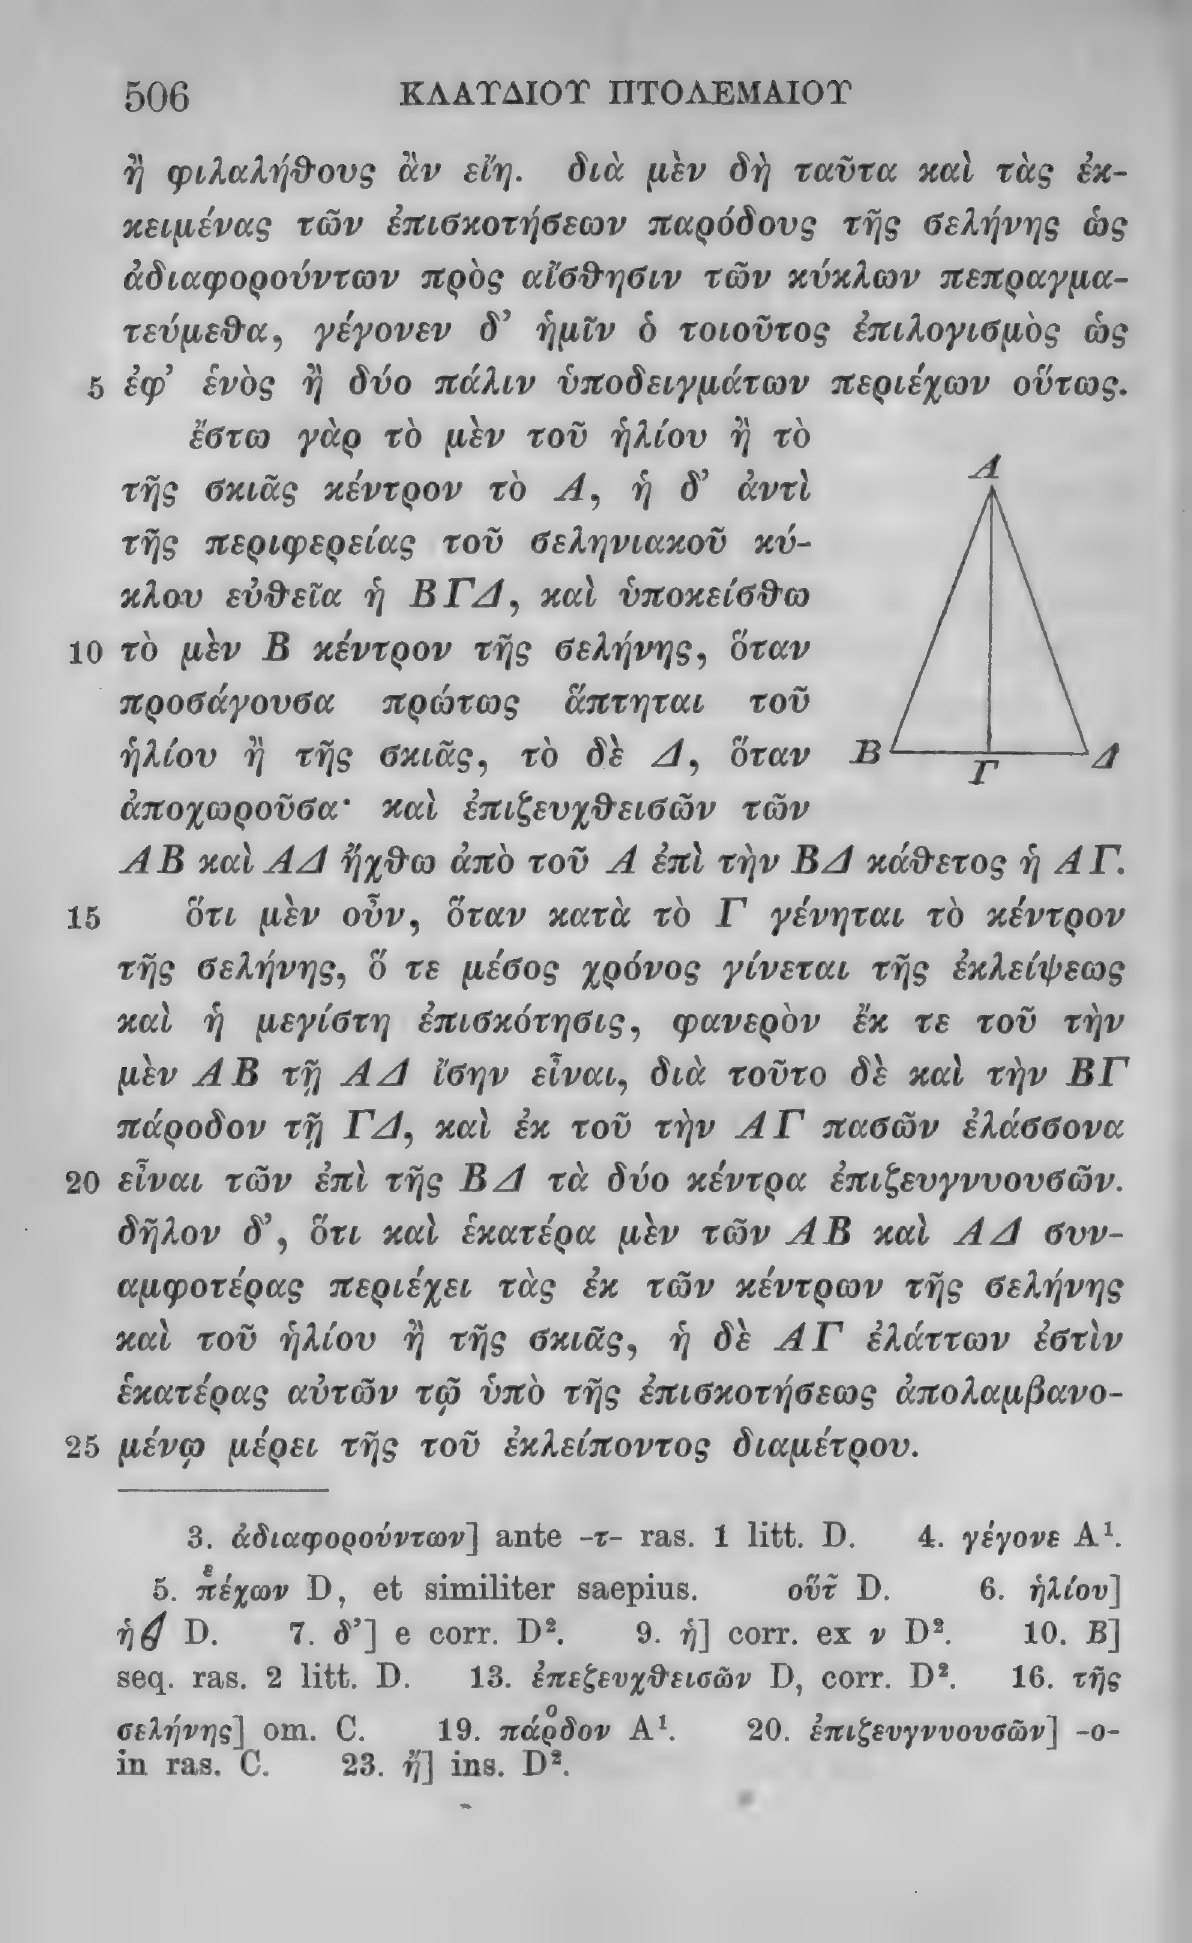 506 ΚΛΑΥΔΙΟΥ ΠΤΟΛΕΜΑΙΟΥ
ἢ φιλαλήθους ἂν εἴη. διὰ μὲν δὴ ταῦτα καὶ τὰς ἐκ-
κειμένας τῶν ἐπισκοτήσεων παρόδους τῆς σελήνης ὡς
ἀδιαφορούντων πρὸς αἴσθησιν τῶν κύκλων πεπραγμα-
τεύμεθα, γέγονεν δ’ ἡμῖν ὁ τοιοῦτος ἐπιλογισμὸς ὡς
5 ἐφ’ ἑνὸς ἢ δύο πάλιν ὑποδειγμάτων περιέχων οὕτως.
ἔστω γὰρ τὸ μὲν τοῦ ἡλίου ἢ τὸ
τῆς σκιᾶς κέντρον τὸ Α, ἡ δ’ ἀντὶ
τῆς περιφερείας τοῦ σεληνιακοῦ κύ-
κλου εὐθεῖα ἡ ΒΓΔ, καὶ ὑποκείσθω
10 τὸ μὲν Β κέντρον τῆς σελήνης, ὅταν
προσάγουσα πρώτως ἅπτηται τοῦ
ἡλίου ἢ τῆς σκιᾶς, τὸ δὲ Δ, ὅταν
ἀποχωροῦσα· καὶ ἐπιζευχθεισῶν τῶν
Α
Β
Γ
Δ
ΑΒ καὶ ΑΔ ἤχθω ἀπὸ τοῦ Α ἐπὶ τὴν ΒΔ κάθετος ἡ ΑΓ.
15 ὅτι μὲν οὖν, ὅταν κατὰ τὸ Γ γένηται τὸ κέντρον
τῆς σελήνης, ὅ τε μέσος χρόνος γίνεται τῆς ἐκλείψεως
καὶ ἡ μεγίστη ἐπισκότησις, φανερὸν ἔκ τε τοῦ τὴν
μὲν ΑΒ τῇ ΑΔ ἴσην εἶναι, διὰ τοῦτο δὲ καὶ τὴν ΒΓ
πάροδον τῇ ΓΔ, καὶ ἐκ τοῦ τὴν ΑΓ πασῶν ἐλάσσονα
20 εἶναι τῶν ἐπὶ τῆς ΒΔ τὰ δύο κέντρα ἐπιζευγνυουσῶν.
δῆλον δ’, ὅτι καὶ ἑκατέρα μὲν τῶν ΑΒ καὶ ΑΔ συν-
αμφοτέρας περιέχει τὰς ἐκ τῶν κέντρων τῆς σελήνης
καὶ τοῦ ἡλίου ἢ τῆς σκιᾶς, ἡ δὲ ΑΓ ἐλάττων ἐστὶν
ἑκατέρας αὐτῶν τῷ ὑπὸ τῆς ἐπισκοτήσεως ἀπολαμβανο-
25 μένῳ μέρει τῆς τοῦ ἐκλείποντος διαμέτρου.
3. ἀδιαφορούντων] ante -τ- ras. 1 litt. D. 4. γέγονε A¹.
5. πέχων D, et similiter saepius. οὕτ͂ D. 6. ἡλίου]
ἡ D. 7. δ’] e corr. D². 9. ἡ] corr. ex ν D². 10. Β]
seq. ras. 2 litt. D. 13. ἐπεζευχθεισῶν D, corr. D². 16. τῆς
σελήνης] om. C. 19. πάρδον A¹. 20. ἐπιζευγνυουσῶν] -ο-
in ras. C. 23. ἤ] ins. D².